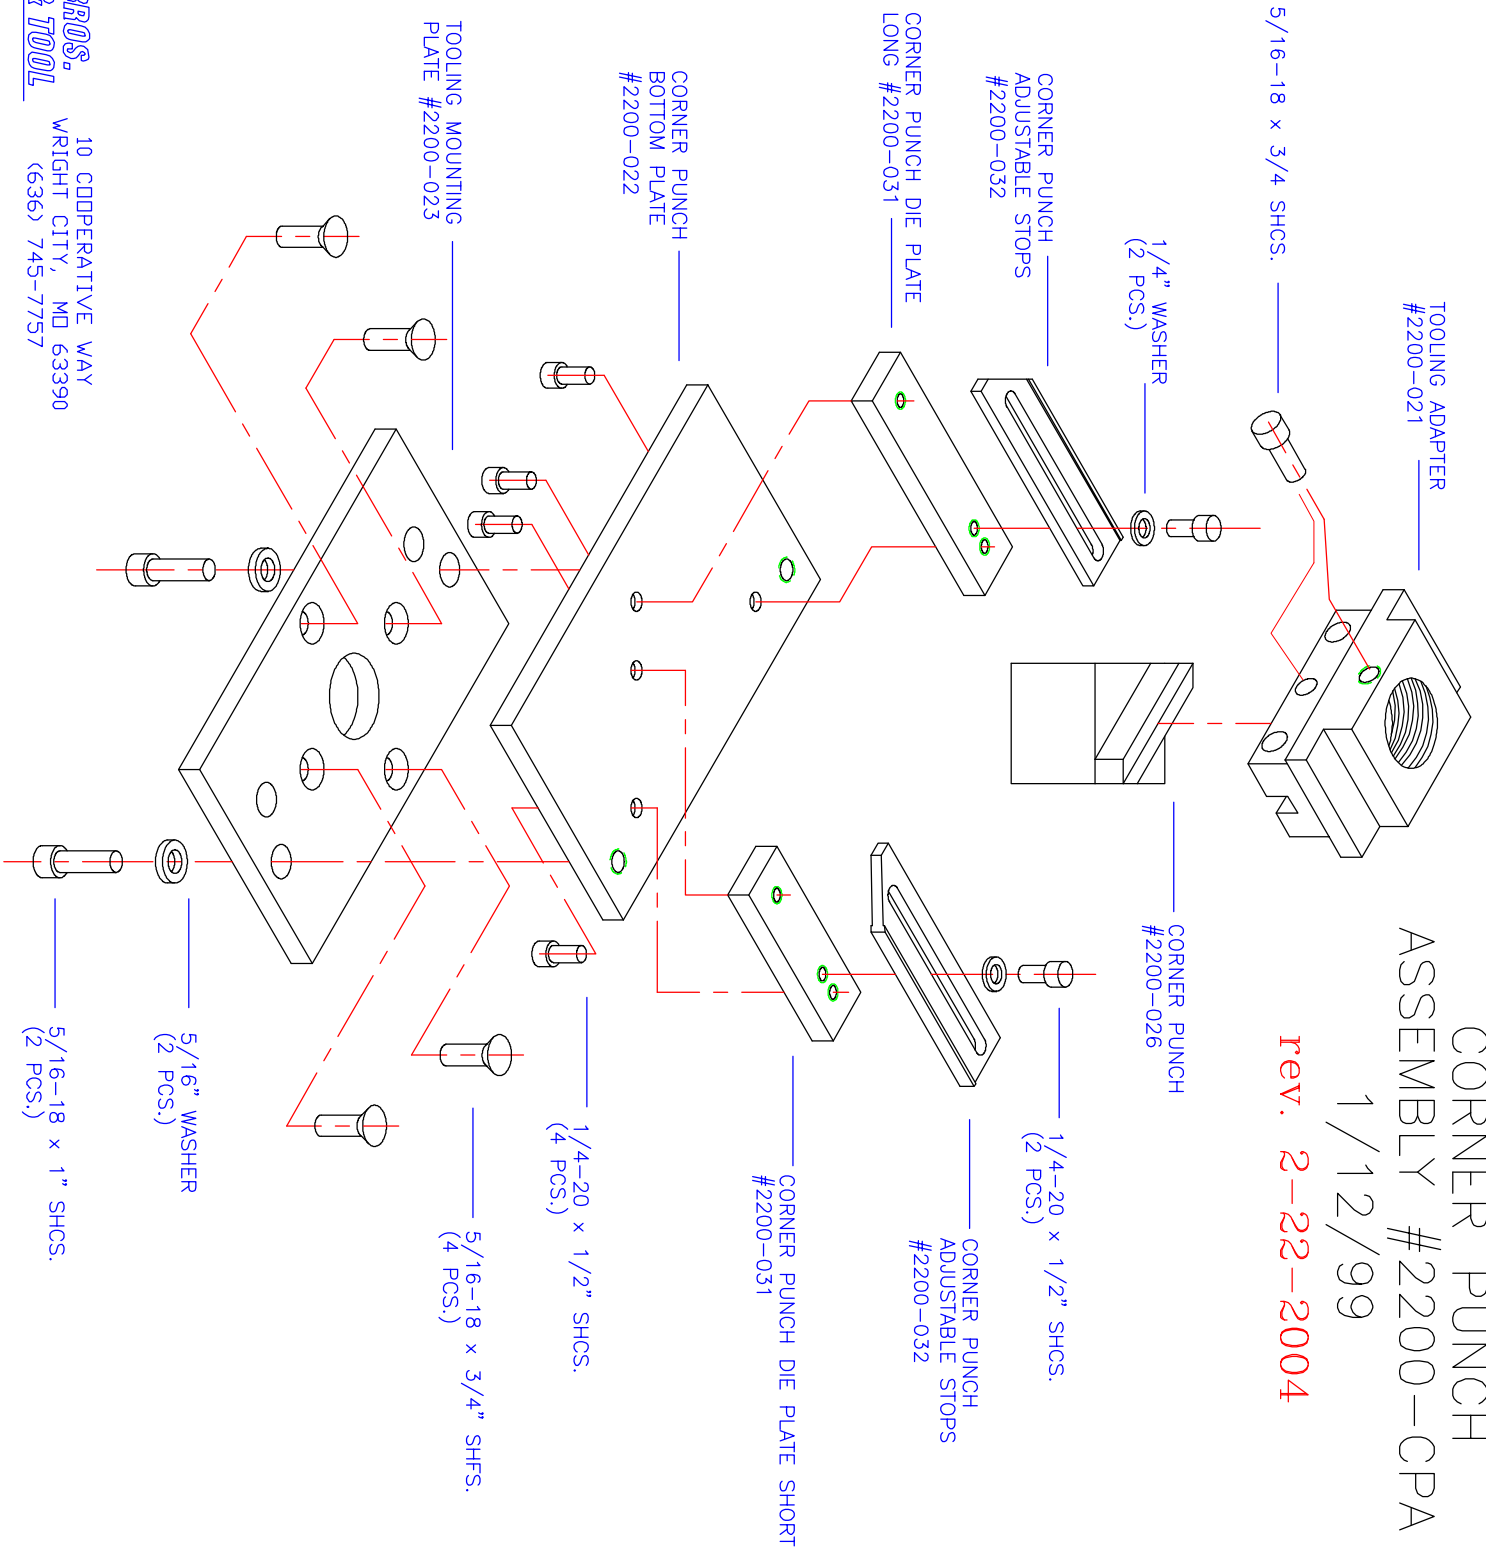 CORNER PUNCH
ASSEMBLY #2200-CPA
1/12/99
rev. 2-22-2004
TOOLING ADAPTER
#2200-021
5/16-18 x 3/4 SHCS.
1/4" WASHER
(2 PCS.)
CORNER PUNCH
ADJUSTABLE STOPS
#2200-032
CORNER PUNCH DIE PLATE
LONG #2200-031
CORNER PUNCH
BOTTOM PLATE
#2200-022
TOOLING MOUNTING
PLATE #2200-023
CORNER PUNCH
#2200-026
1/4-20 x 1/2" SHCS.
(2 PCS.)
CORNER PUNCH
ADJUSTABLE STOPS
#2200-032
CORNER PUNCH DIE PLATE SHORT
#2200-031
1/4-20 x 1/2" SHCS.
(4 PCS.)
5/16-18 x 3/4" SHFS.
(4 PCS.)
5/16" WASHER
(2 PCS.)
5/16-18 x 1" SHCS.
(2 PCS.)
BROS.
& TOOL
10 COOPERATIVE WAY
WRIGHT CITY, MO 63390
(636) 745-7757